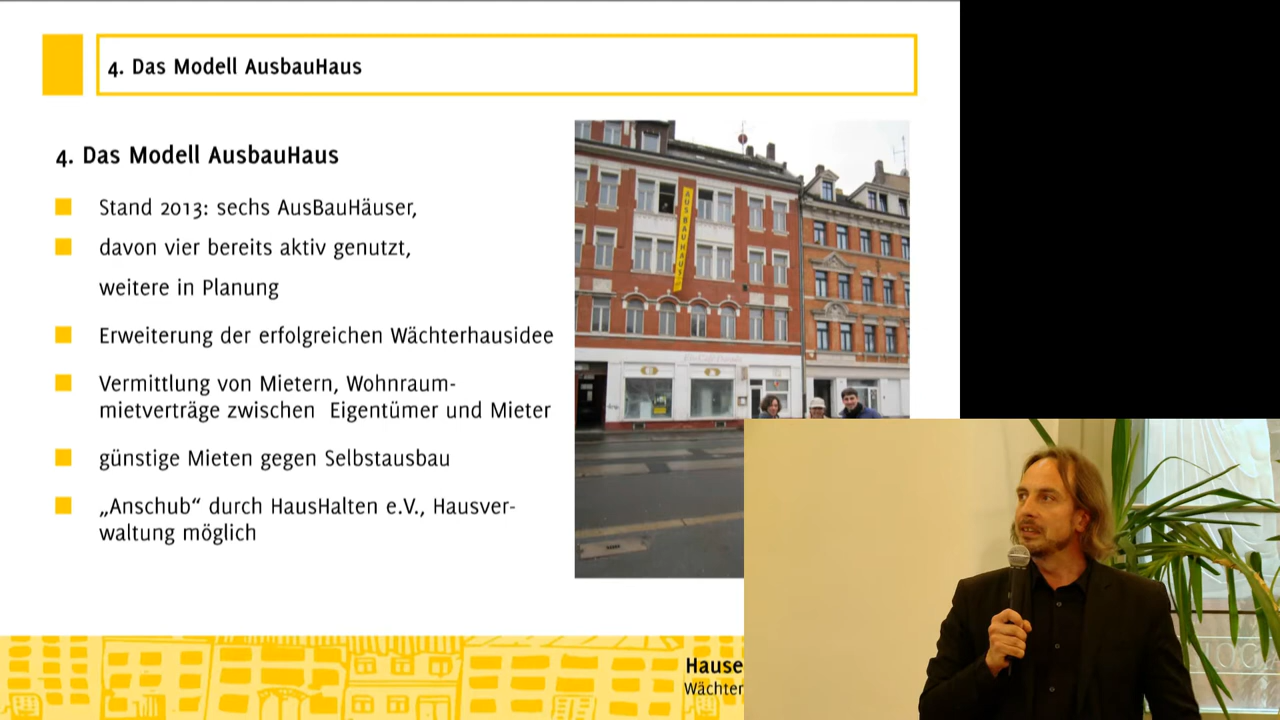 4. Das Modell AusbauHaus
4. Das Modell AusbauHaus
Stand 2013: sechs AusBauHäuser,
davon vier bereits aktiv genutzt,
weitere in Planung
Erweiterung der erfolgreichen Wächterhausidee
Vermittlung von Mietern, Wohnraum-
mietverträge zwischen Eigentümer und Mieter
günstige Mieten gegen Selbstausbau
„Anschub“ durch HausHalten e.V., Hausver-
waltung möglich
AUSBAUHAUS
Hause
Wächter